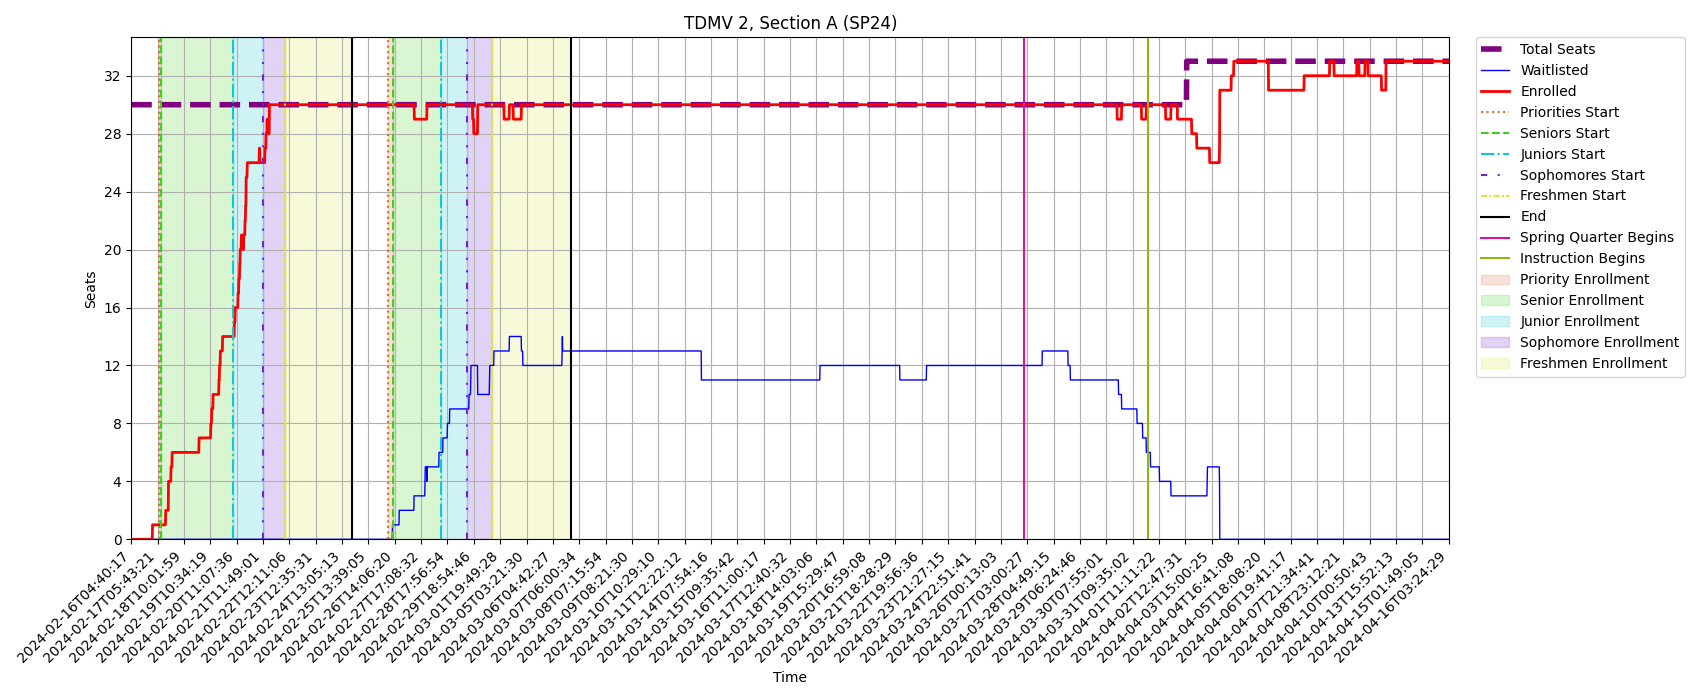 TDMV 2, Section A (SP24)
Seats
32
28
24
20
16
12
8
4
0
2024-02-16T04:40:17
2024-02-17T05:43:21
2024-02-18T10:01:59
2024-02-19T10:34:19
2024-02-20T11:07:36
2024-02-21T11:49:01
2024-02-22T12:11:06
2024-02-23T12:35:31
2024-02-24T13:05:13
2024-02-25T13:39:05
2024-02-26T14:06:20
2024-02-27T17:08:32
2024-02-28T17:56:54
2024-02-29T18:54:46
2024-03-01T19:49:28
2024-03-05T03:21:30
2024-03-06T04:42:27
2024-03-07T06:00:34
2024-03-08T07:15:54
2024-03-09T08:21:30
2024-03-10T10:29:10
2024-03-11T12:22:12
2024-03-14T07:54:16
2024-03-15T09:35:42
2024-03-16T11:00:17
2024-03-17T12:40:32
2024-03-18T14:03:06
2024-03-19T15:29:47
2024-03-20T16:59:08
2024-03-21T18:28:29
2024-03-22T19:56:36
2024-03-23T21:27:15
2024-03-24T22:51:41
2024-03-26T00:13:03
2024-03-27T03:00:27
2024-03-28T04:49:15
2024-03-29T06:24:46
2024-03-30T07:55:01
2024-03-31T09:35:02
2024-04-01T11:11:22
2024-04-02T12:47:31
2024-04-03T15:00:25
2024-04-04T16:41:08
2024-04-05T18:08:20
2024-04-06T19:41:17
2024-04-07T21:34:41
2024-04-08T23:12:21
2024-04-10T00:50:43
2024-04-13T15:52:13
2024-04-15T01:49:05
2024-04-16T03:24:29
Time
Total Seats
Waitlisted
Enrolled
Priorities Start
Seniors Start
Juniors Start
Sophomores Start
Freshmen Start
End
Spring Quarter Begins
Instruction Begins
Priority Enrollment
Senior Enrollment
Junior Enrollment
Sophomore Enrollment
Freshmen Enrollment